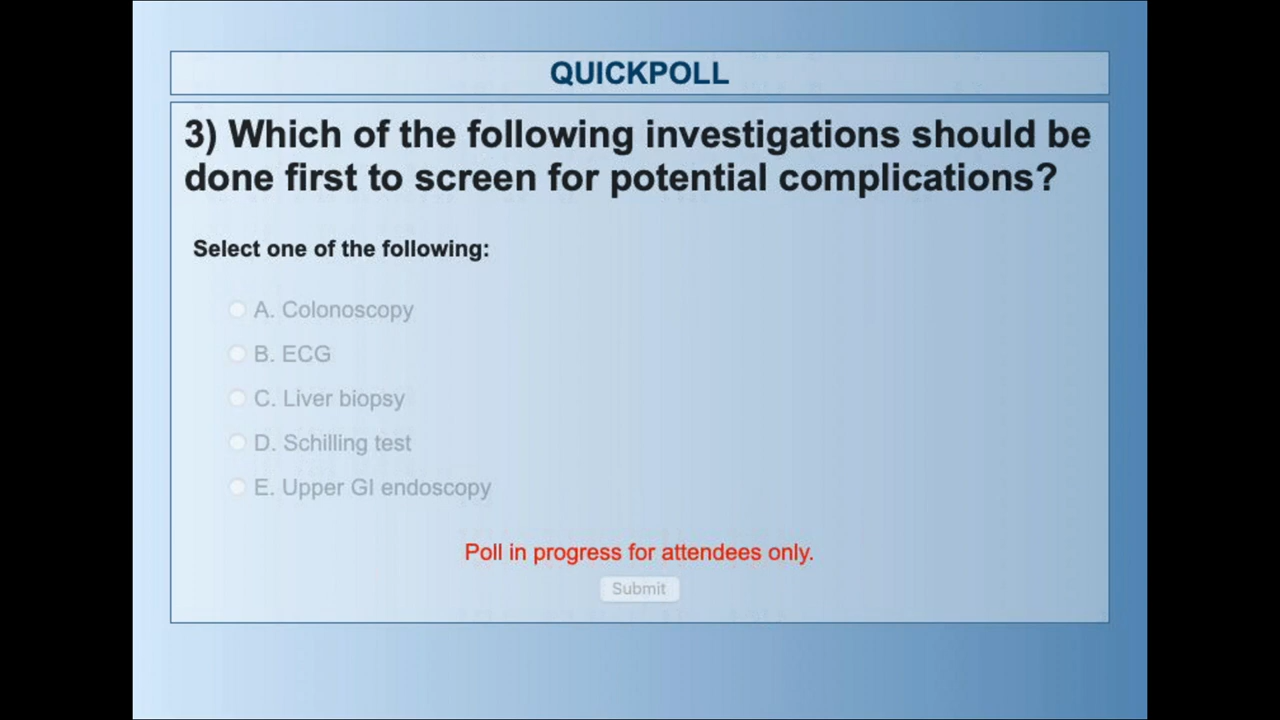 QUICKPOLL
3) Which of the following investigations should be
done first to screen for potential complications?
Select one of the following:
A. Colonoscopy
B. ECG
C. Liver biopsy
D. Schilling test
E. Upper GI endoscopy
Poll in progress for attendees only.
Submit